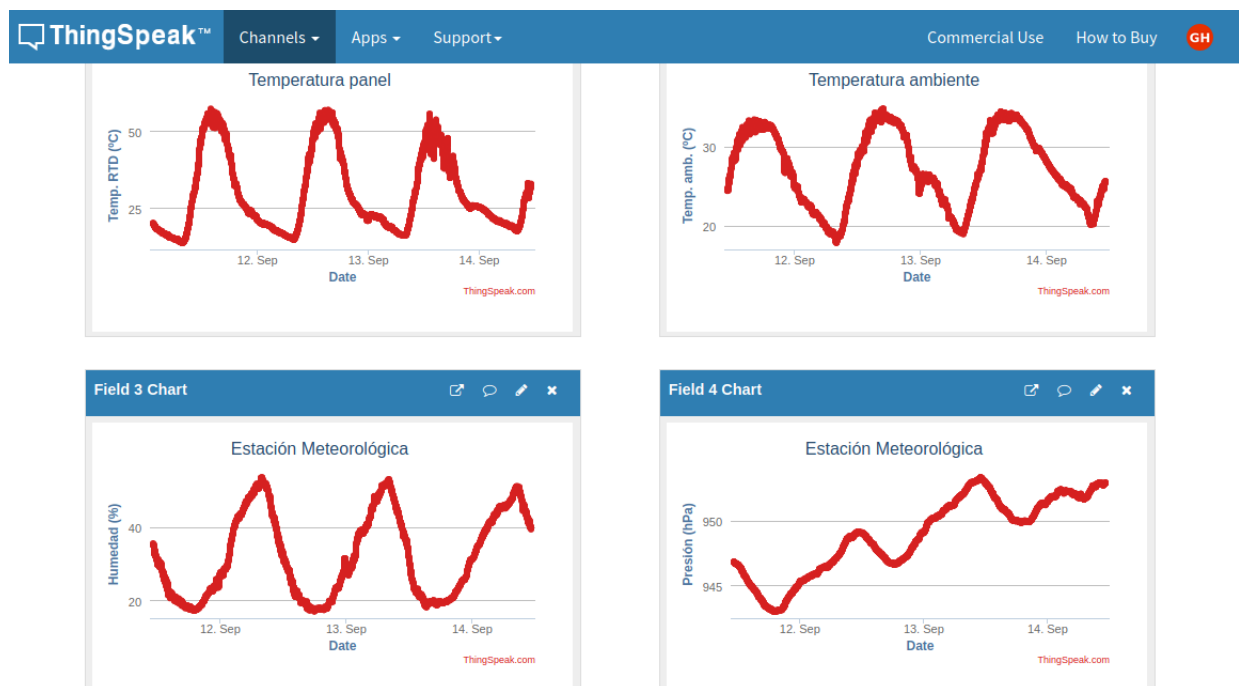 ThingSpeak™ Channels Apps Support Commercial Use How to Buy GH
Temperatura panel
Temp. RTD (ºC)
50
25
12. Sep 13. Sep 14. Sep
Date
ThingSpeak.com
Temperatura ambiente
Temp. amb. (ºC)
30
20
12. Sep 13. Sep 14. Sep
Date
ThingSpeak.com
Field 3 Chart
Estación Meteorológica
Humedad (%)
40
20
12. Sep 13. Sep 14. Sep
Date
ThingSpeak.com
Field 4 Chart
Estación Meteorológica
Presión (hPa)
950
945
12. Sep 13. Sep 14. Sep
Date
ThingSpeak.com